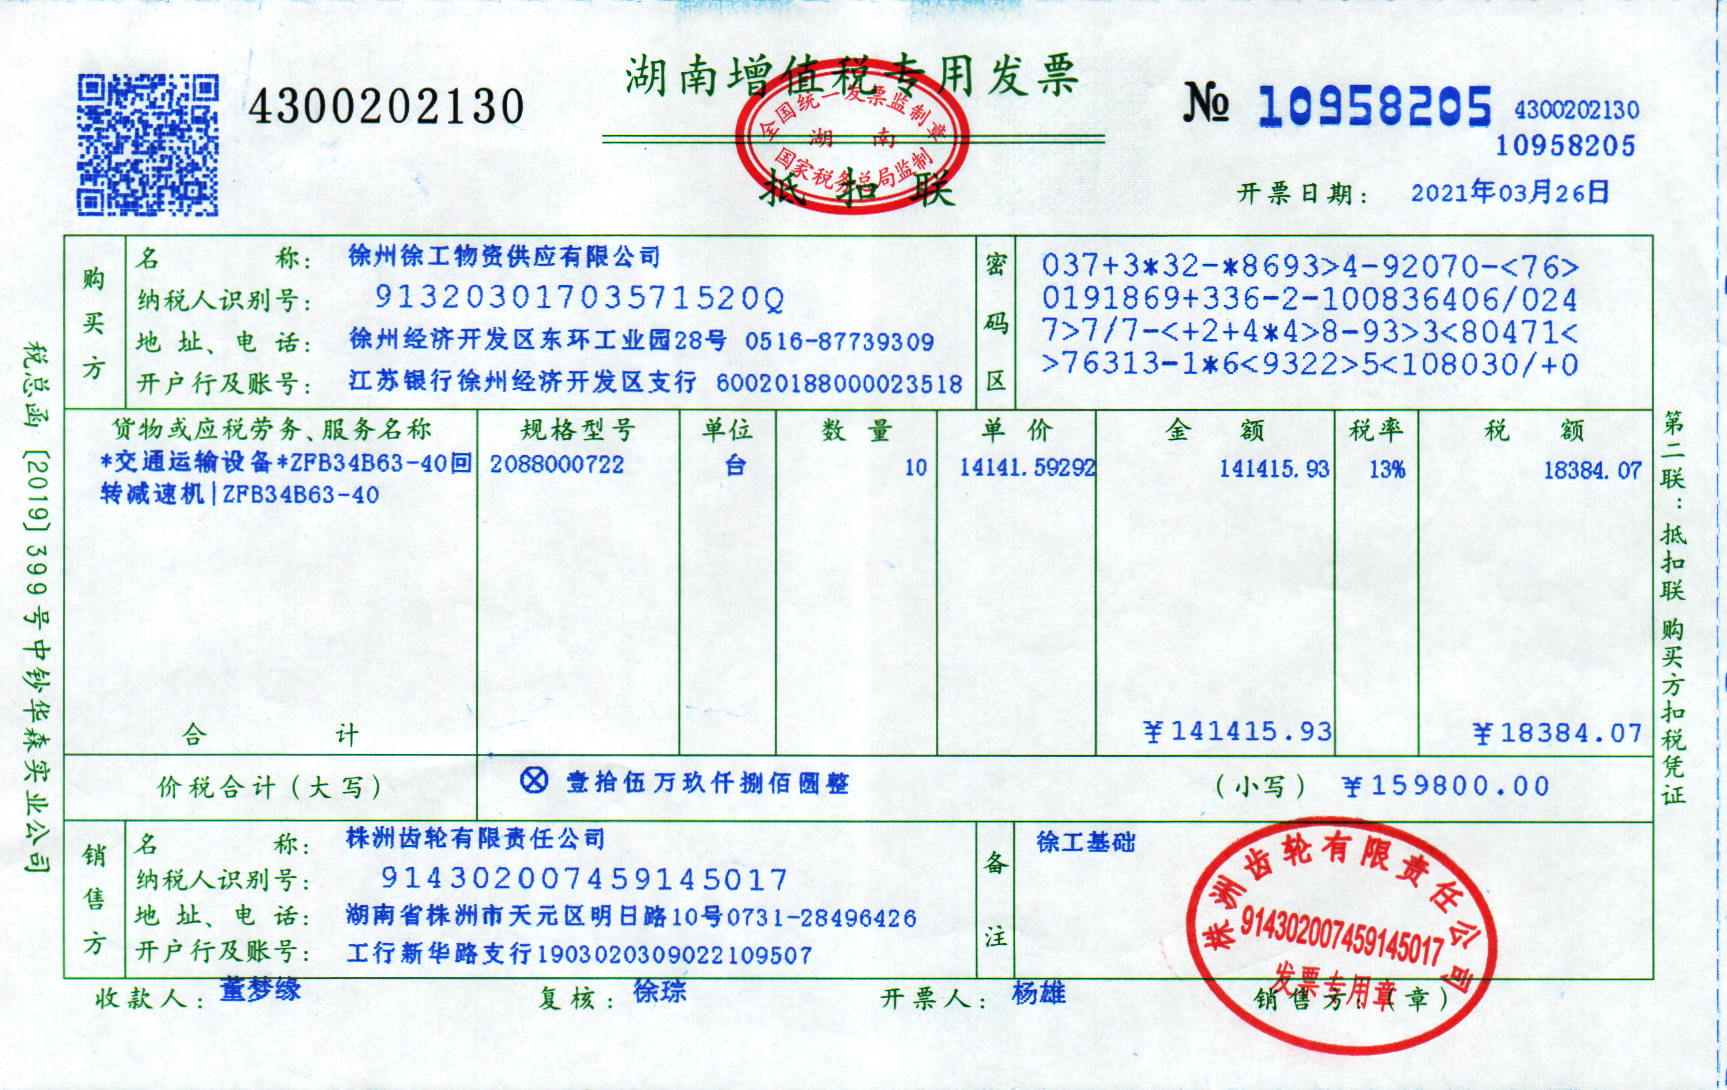 湖南增值税专用发票
4300202130
№ 10958205
4300202130
10958205
全国统一发票监制章
湖 南
国家税务总局监制
抵扣联
开票日期: 2021年03月26日
购买方
名 称: 徐州徐工物资供应有限公司
纳税人识别号: 91320301703571520Q
地 址、电 话: 徐州经济开发区东环工业园28号 0516-87739309
开户行及账号: 江苏银行徐州经济开发区支行 60020188000023518
密码区
037+3*32-*8693>4-92070-<76>
0191869+336-2-100836406/024
7>7/7-<+2+4*4>8-93>3<80471<
>76313-1*6<9322>5<108030/+0
货物或应税劳务、服务名称 规格型号 单位 数 量 单 价 金 额 税率 税 额
*交通运输设备*ZFB34B63-40回 2088000722 台 10 14141.59292 141415.93 13% 18384.07
转减速机|ZFB34B63-40
合 计 ¥141415.93 ¥18384.07
价税合计(大写) ⊗ 壹拾伍万玖仟捌佰圆整 (小写) ¥159800.00
销售方
名 称: 株洲齿轮有限责任公司
纳税人识别号: 914302007459145017
地 址、电 话: 湖南省株洲市天元区明日路10号0731-28496426
开户行及账号: 工行新华路支行1903020309022109507
备注
徐工基础
株洲齿轮有限责任公司
914302007459145017
发票专用章
收款人: 董梦缘 复核: 徐琮 开票人: 杨雄 销售方:(章)
税总函〔2019〕399号中钞华森实业公司
第二联:抵扣联 购买方扣税凭证